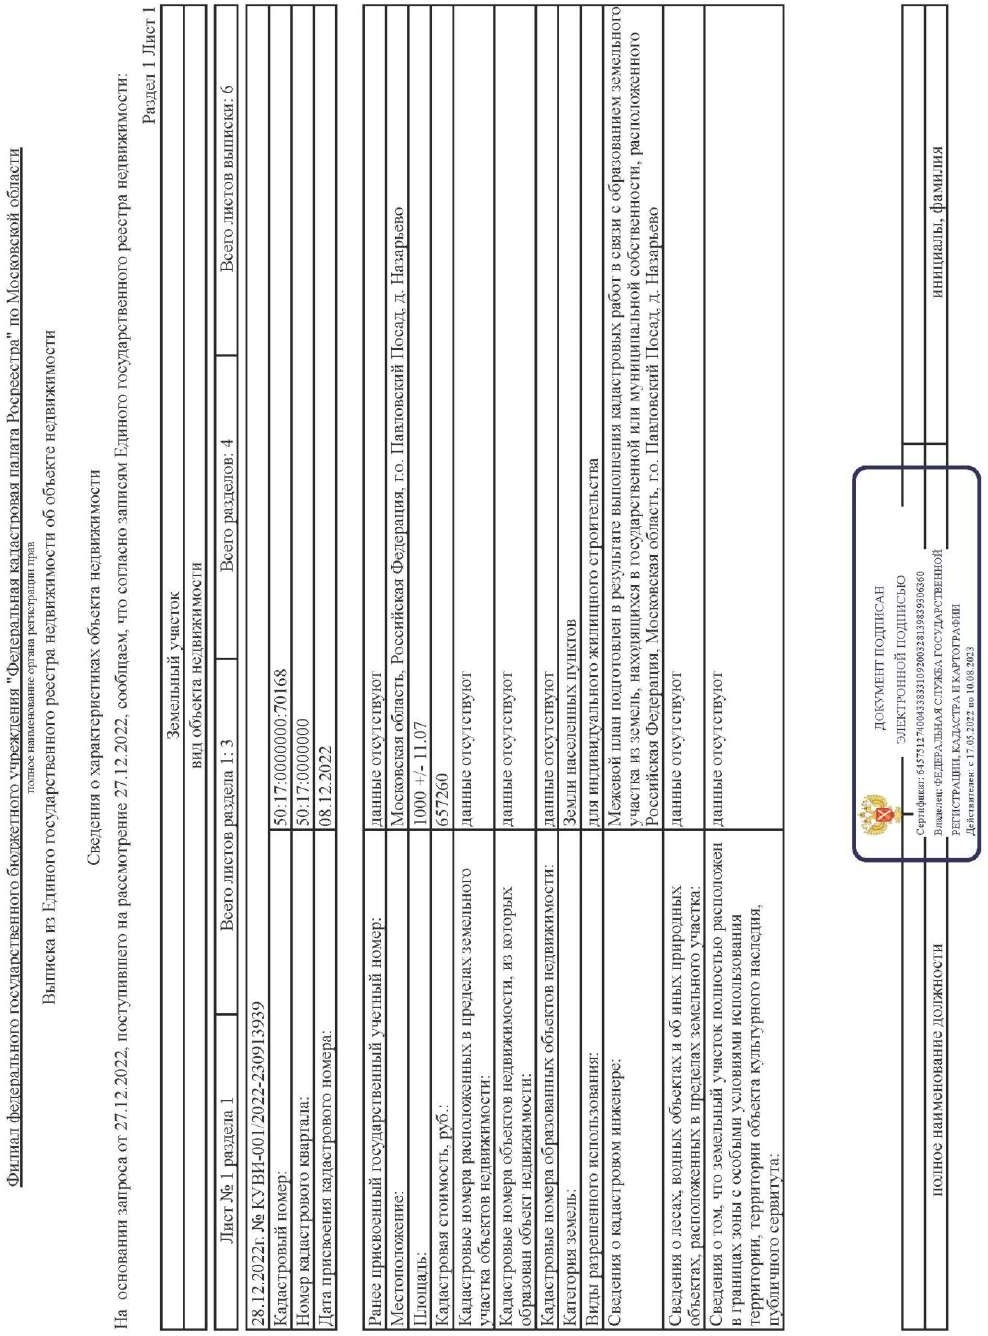 Филиал федерального государственного бюджетного учреждения "Федеральная кадастровая палата Росреестра" по Московской области
полное наименование органа регистрации прав
Выписка из Единого государственного реестра недвижимости об объекте недвижимости
Сведения о характеристиках объекта недвижимости
На основании запроса от 27.12.2022, поступившего на рассмотрение 27.12.2022, сообщаем, что согласно записям Единого государственного реестра недвижимости:
Раздел 1 Лист 1
Земельный участок
вид объекта недвижимости
Лист № 1 раздела 1 Всего листов раздела 1: 3 Всего разделов: 4 Всего листов выписки: 6
28.12.2022г. № КУВИ-001/2022-230913939
Кадастровый номер: 50:17:0000000:70168
Номер кадастрового квартала: 50:17:0000000
Дата присвоения кадастрового номера: 08.12.2022
Ранее присвоенный государственный учетный номер: данные отсутствуют
Местоположение: Московская область, Российская Федерация, г.о. Павловский Посад, д. Назарьево
Площадь: 1000 +/- 11.07
Кадастровая стоимость, руб.: 657260
Кадастровые номера расположенных в пределах земельного данные отсутствуют
участка объектов недвижимости:
Кадастровые номера объектов недвижимости, из которых данные отсутствуют
образован объект недвижимости:
Кадастровые номера образованных объектов недвижимости: данные отсутствуют
Категория земель: Земли населенных пунктов
Виды разрешенного использования: для индивидуального жилищного строительства
Сведения о кадастровом инженере: Межевой план подготовлен в результате выполнения кадастровых работ в связи с образованием земельного
участка из земель, находящихся в государственной или муниципальной собственности, расположенного
Российская Федерация, Московская область, г.о. Павловский Посад, д. Назарьево
Сведения о лесах, водных объектах и об иных природных данные отсутствуют
объектах, расположенных в пределах земельного участка:
Сведения о том, что земельный участок полностью расположен данные отсутствуют
в границах зоны с особыми условиями использования
территории, территории объекта культурного наследия,
публичного сервитута:
ДОКУМЕНТ ПОДПИСАН
ЭЛЕКТРОННОЙ ПОДПИСЬЮ
Сертификат: 64575127400433833109200328139839306360
Владелец: ФЕДЕРАЛЬНАЯ СЛУЖБА ГОСУДАРСТВЕННОЙ
РЕГИСТРАЦИИ, КАДАСТРА И КАРТОГРАФИИ
Действителен: с 17.05.2022 по 10.08.2023
полное наименование должности инициалы, фамилия